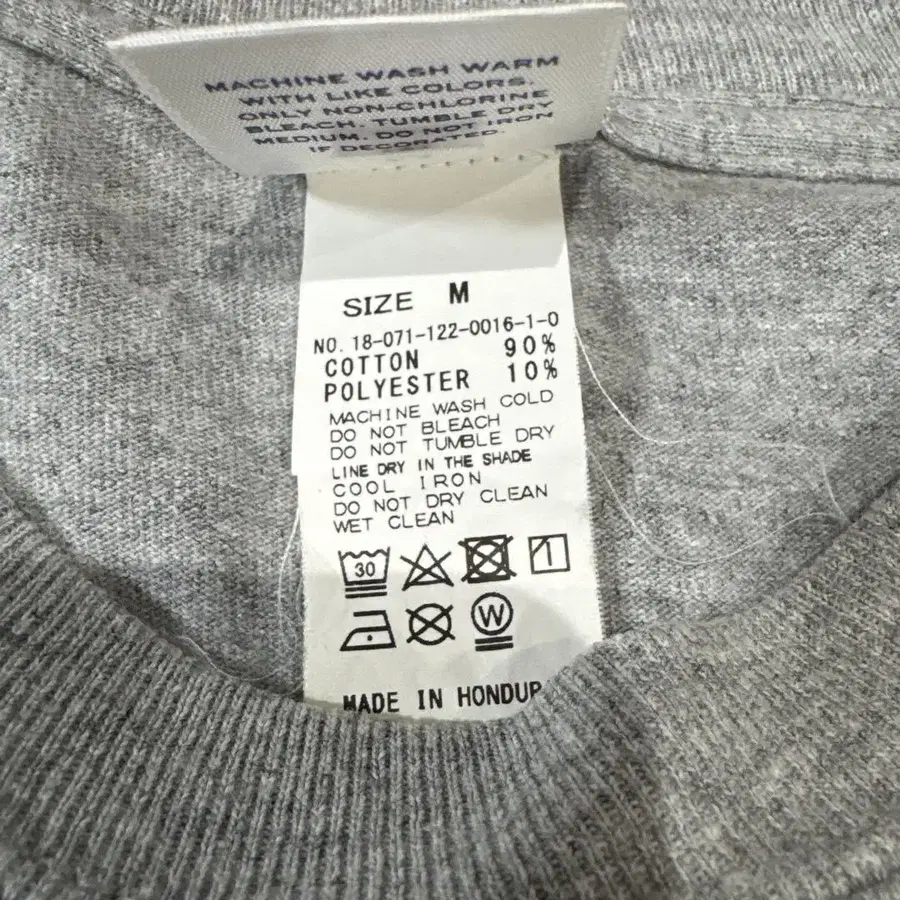 MACHINE WASH WARM
WITH LIKE COLORS.
ONLY NON-CHLORINE
BLEACH. TUMBLE DRY
MEDIUM. DO NOT IRON
IF DECORATED.
SIZE M
NO. 18-071-122-0016-1-0
COTTON 90%
POLYESTER 10%
MACHINE WASH COLD
DO NOT BLEACH
DO NOT TUMBLE DRY
LINE DRY IN THE SHADE
COOL IRON
DO NOT DRY CLEAN
WET CLEAN
30
W
MADE IN HONDUR